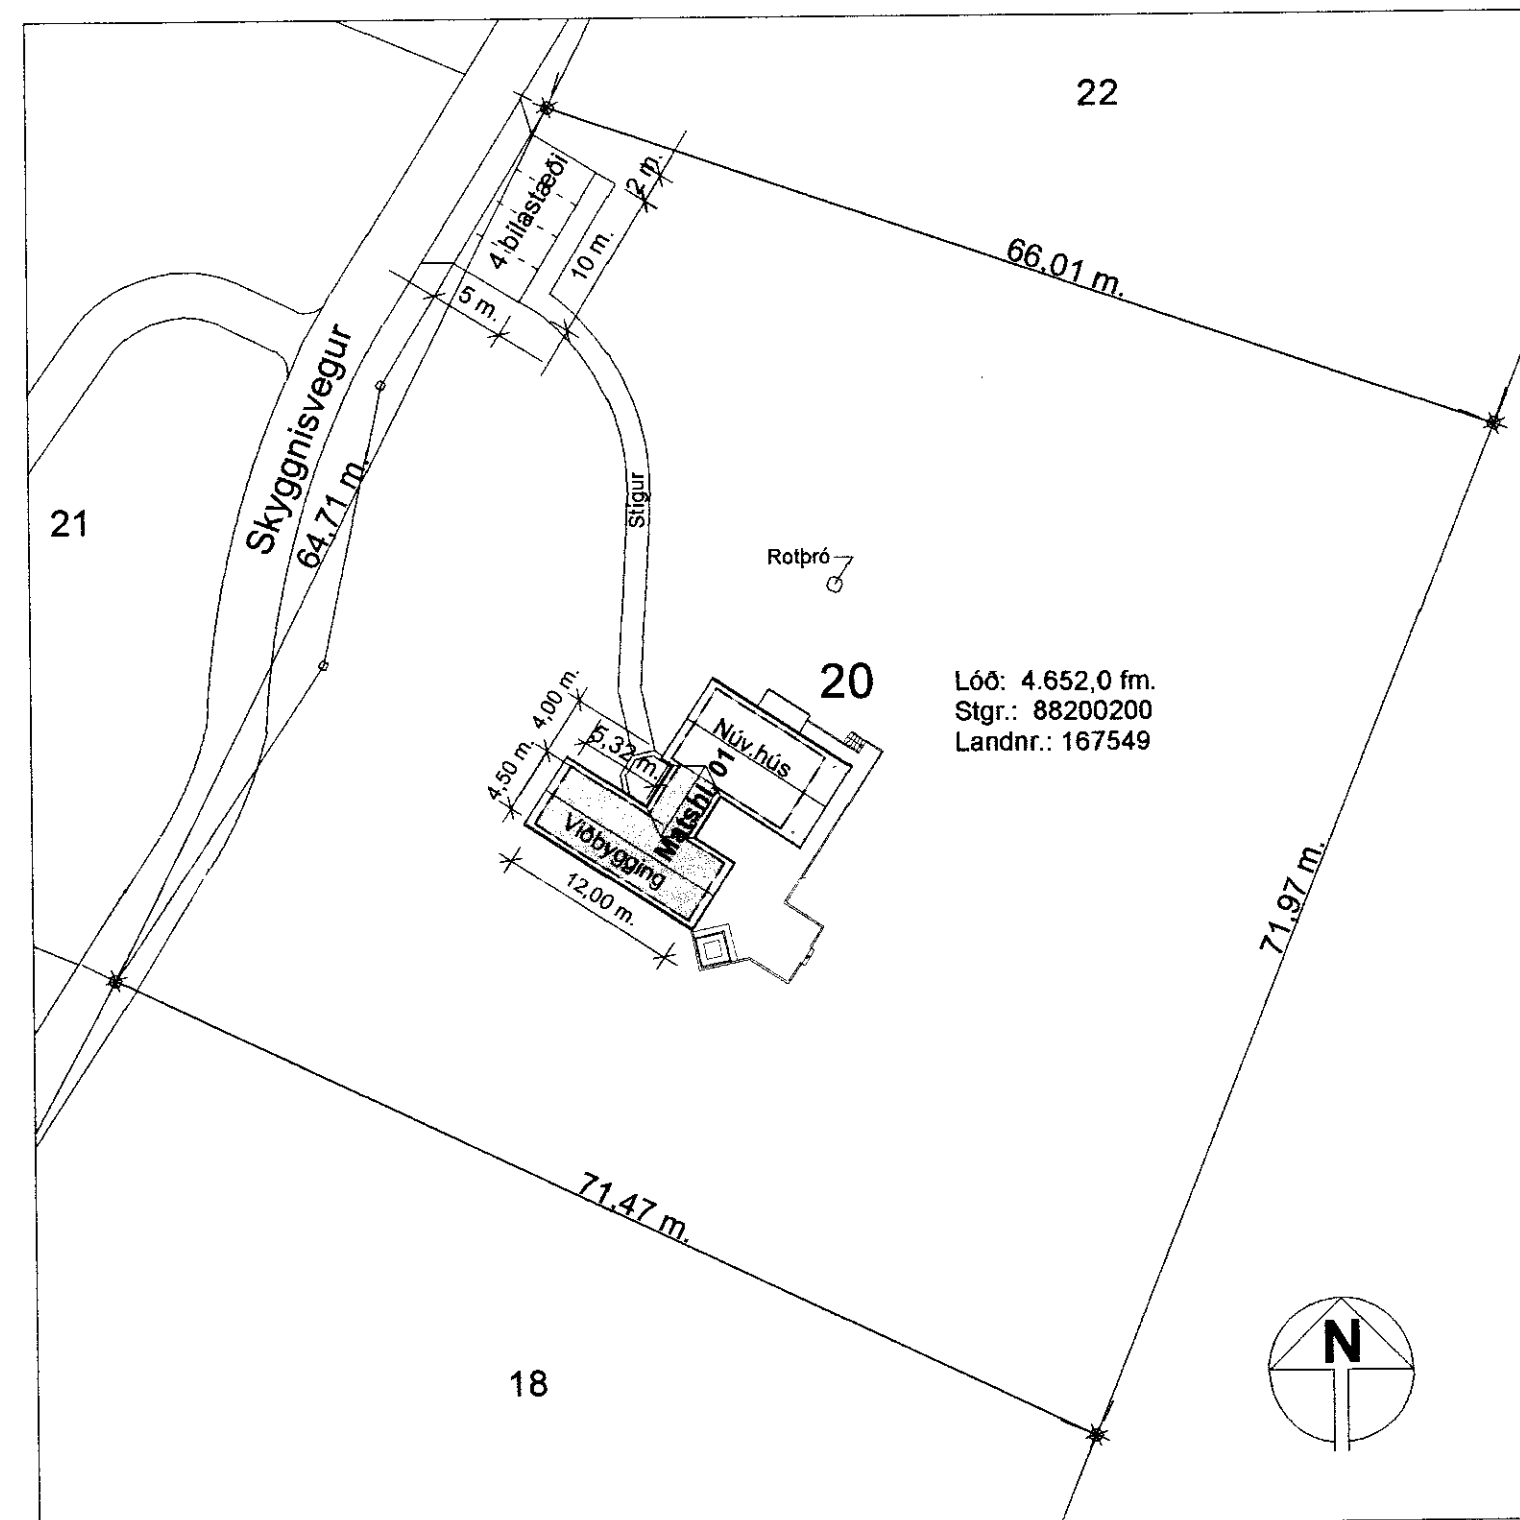 22
2 m.
4 bílastæði
10 m.
66,01 m.
5 m.
Skyggnisvegur
64,71 m.
21
Stígur
Rotþró
20
Lóð: 4.652,0 fm.
Stgr.: 88200200
Landnr.: 167549
4,00 m.
5,32 m.
4,50 m.
Núv.hús
Matshl. 01
Viðbygging
12,00 m.
71,97 m.
71,47 m.
18
N